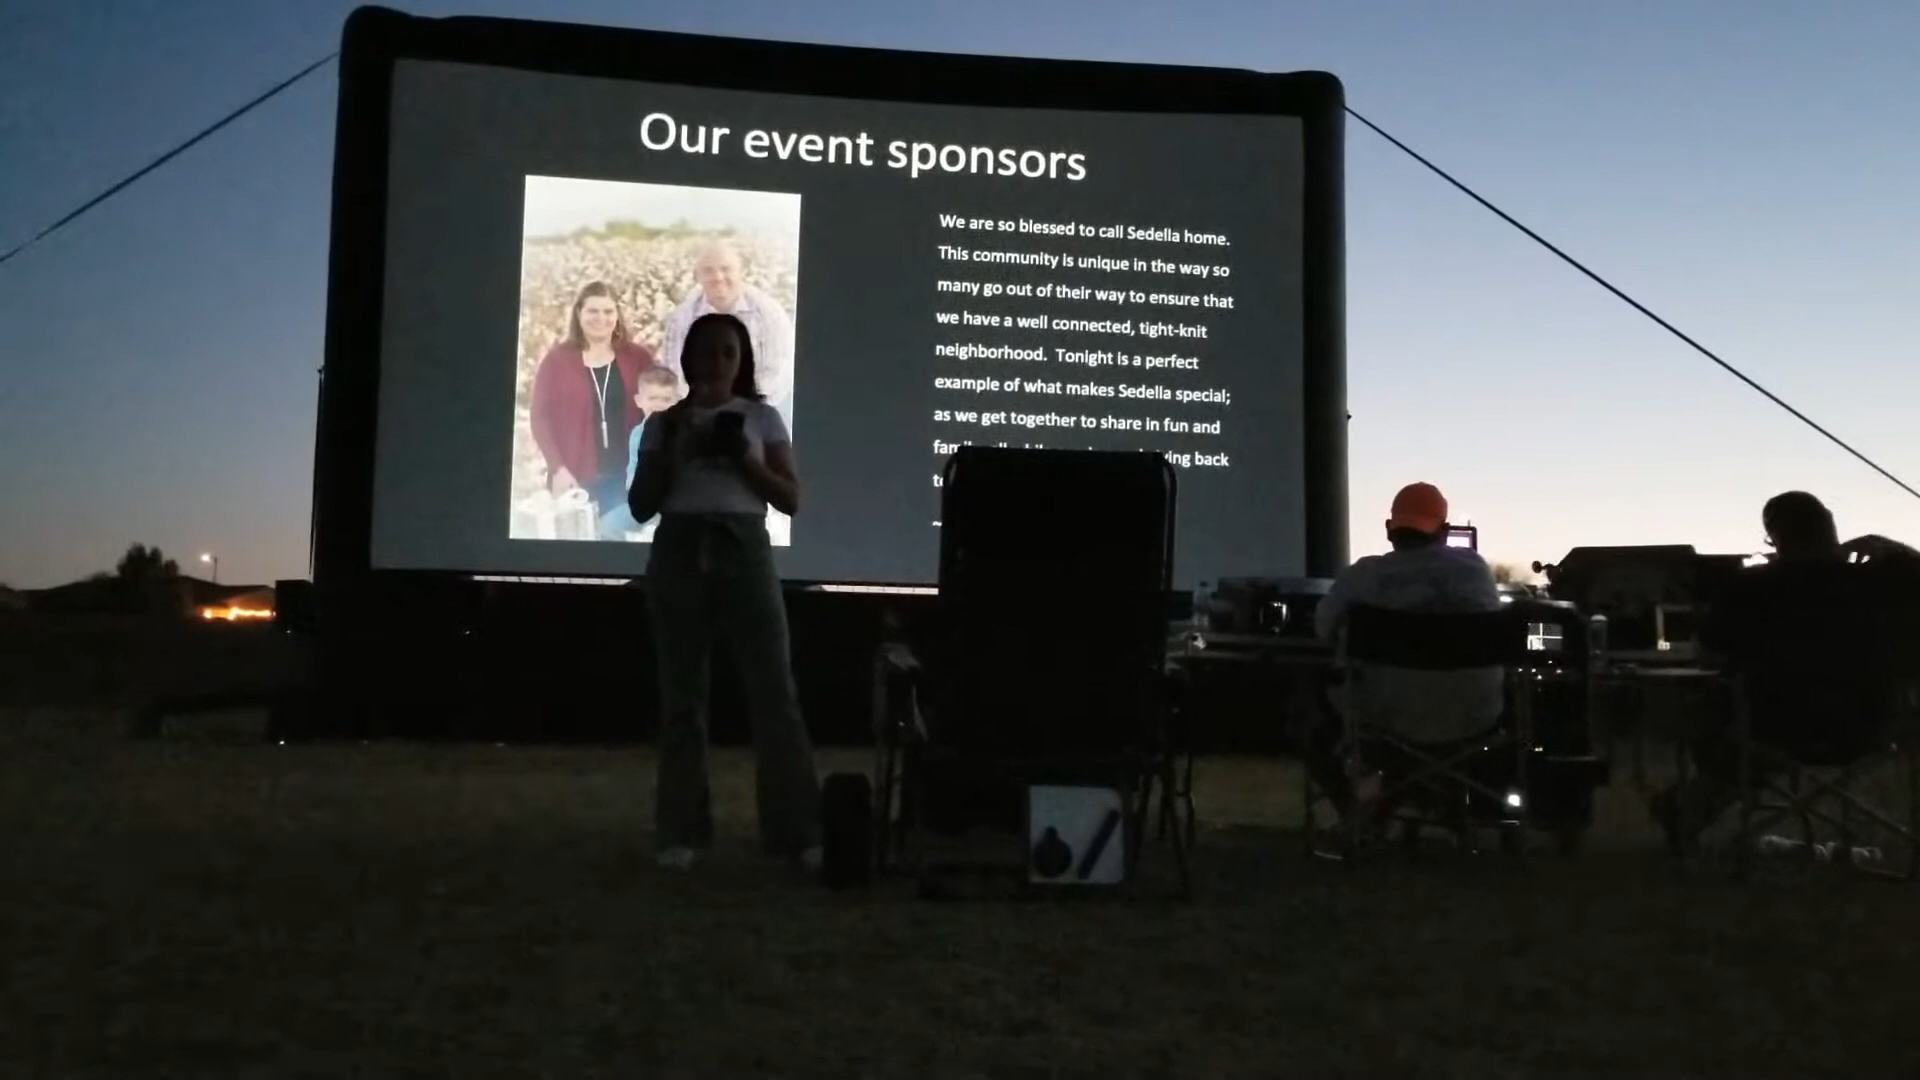 Our event sponsors
We are so blessed to call Sedella home.
This community is unique in the way so
many go out of their way to ensure that
we have a well connected, tight-knit
neighborhood.  Tonight is a perfect
example of what makes Sedella special;
as we get together to share in fun and
back